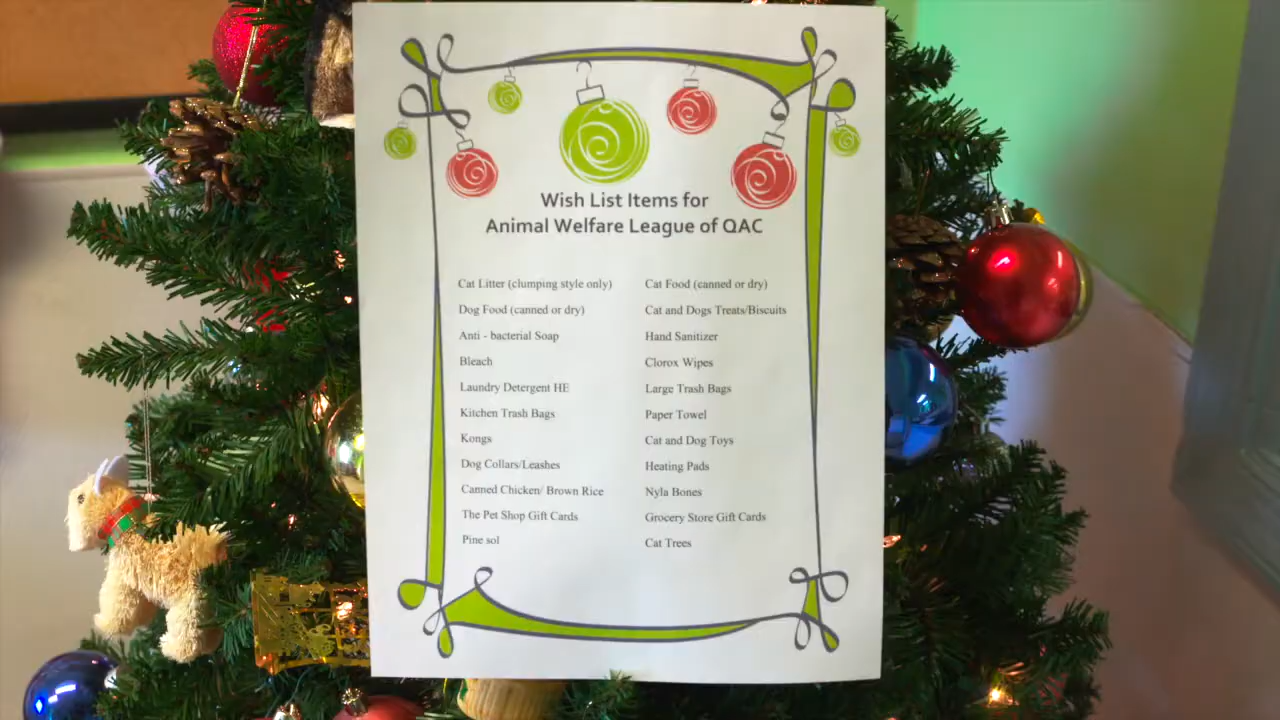 Wish List Items for
Animal Welfare League of QAC
Cat Litter (clumping style only)
Dog Food (canned or dry)
Anti - bacterial Soap
Bleach
Laundry Detergent HE
Kitchen Trash Bags
Kongs
Dog Collars/Leashes
Canned Chicken/ Brown Rice
The Pet Shop Gift Cards
Pine sol
Cat Food (canned or dry)
Cat and Dogs Treats/Biscuits
Hand Sanitizer
Clorox Wipes
Large Trash Bags
Paper Towel
Cat and Dog Toys
Heating Pads
Nyla Bones
Grocery Store Gift Cards
Cat Trees